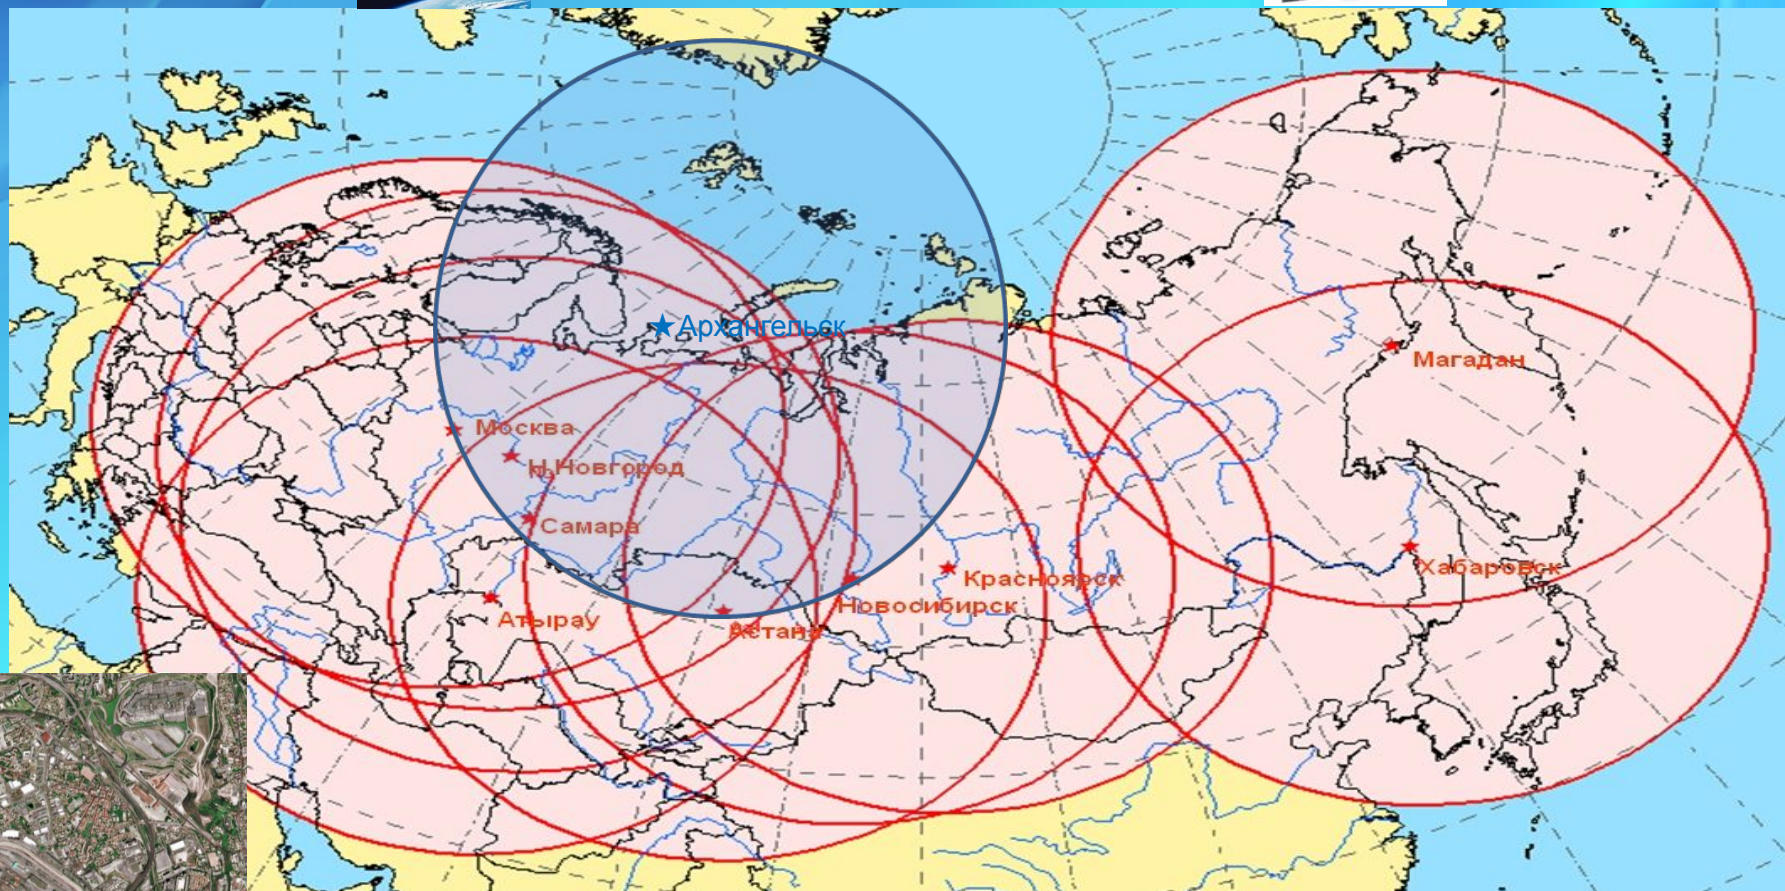 Архангельск
Магадан
Москва
Н.Новгород
Самара
Хабаровск
Красноярск
Новосибирск
Атырау
Астана